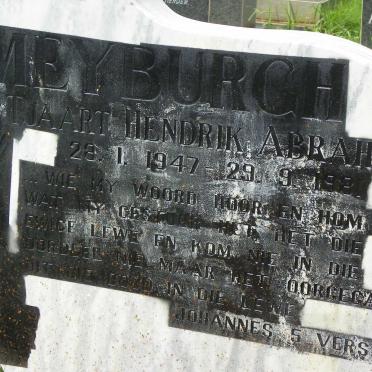 MEYBURGH
TJAART HENDRIK ABRAH
28. 1. 1947 - 29. 9. 199
WIE MY WOORD HOOR EN HOM
WAT MY GESTUUR HET HET DIE
EWIGE LEWE EN KOM NIE IN DIE
OORDEEL NIE MAAR HET OORGEGA
IN DIE LEWE
JOHANNES 5 VERS